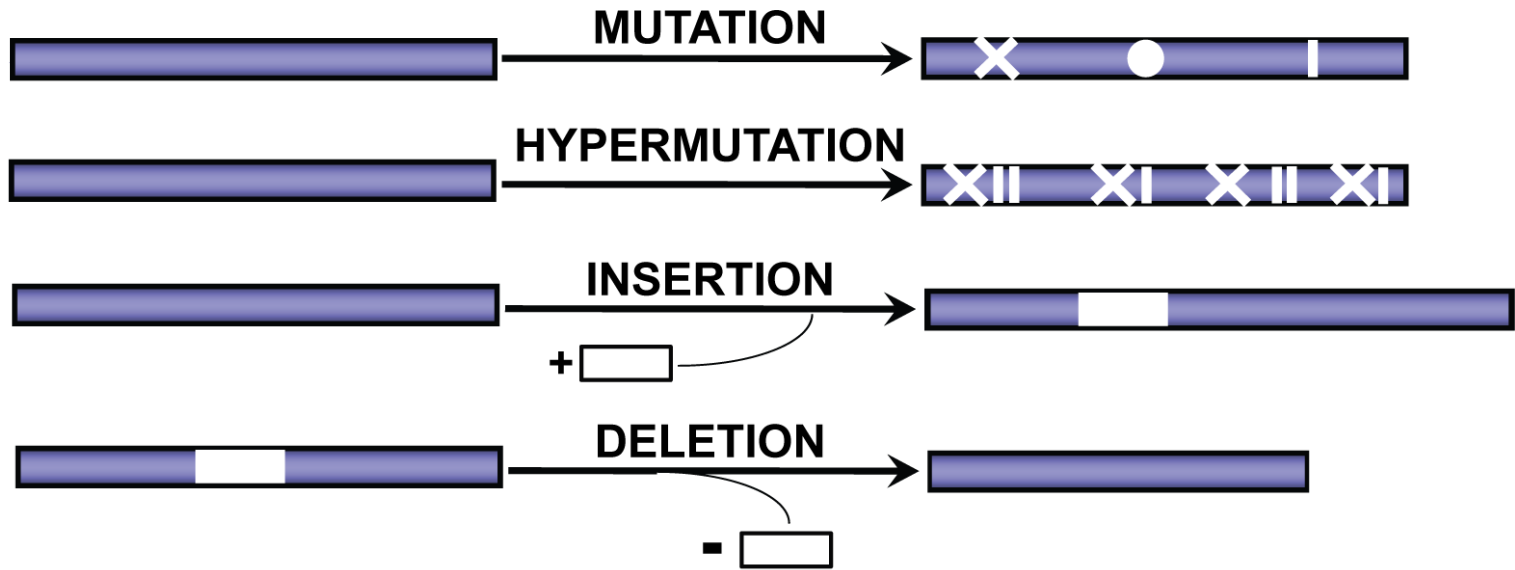 MUTATION
HYPERMUTATION
INSERTION
+
DELETION
-